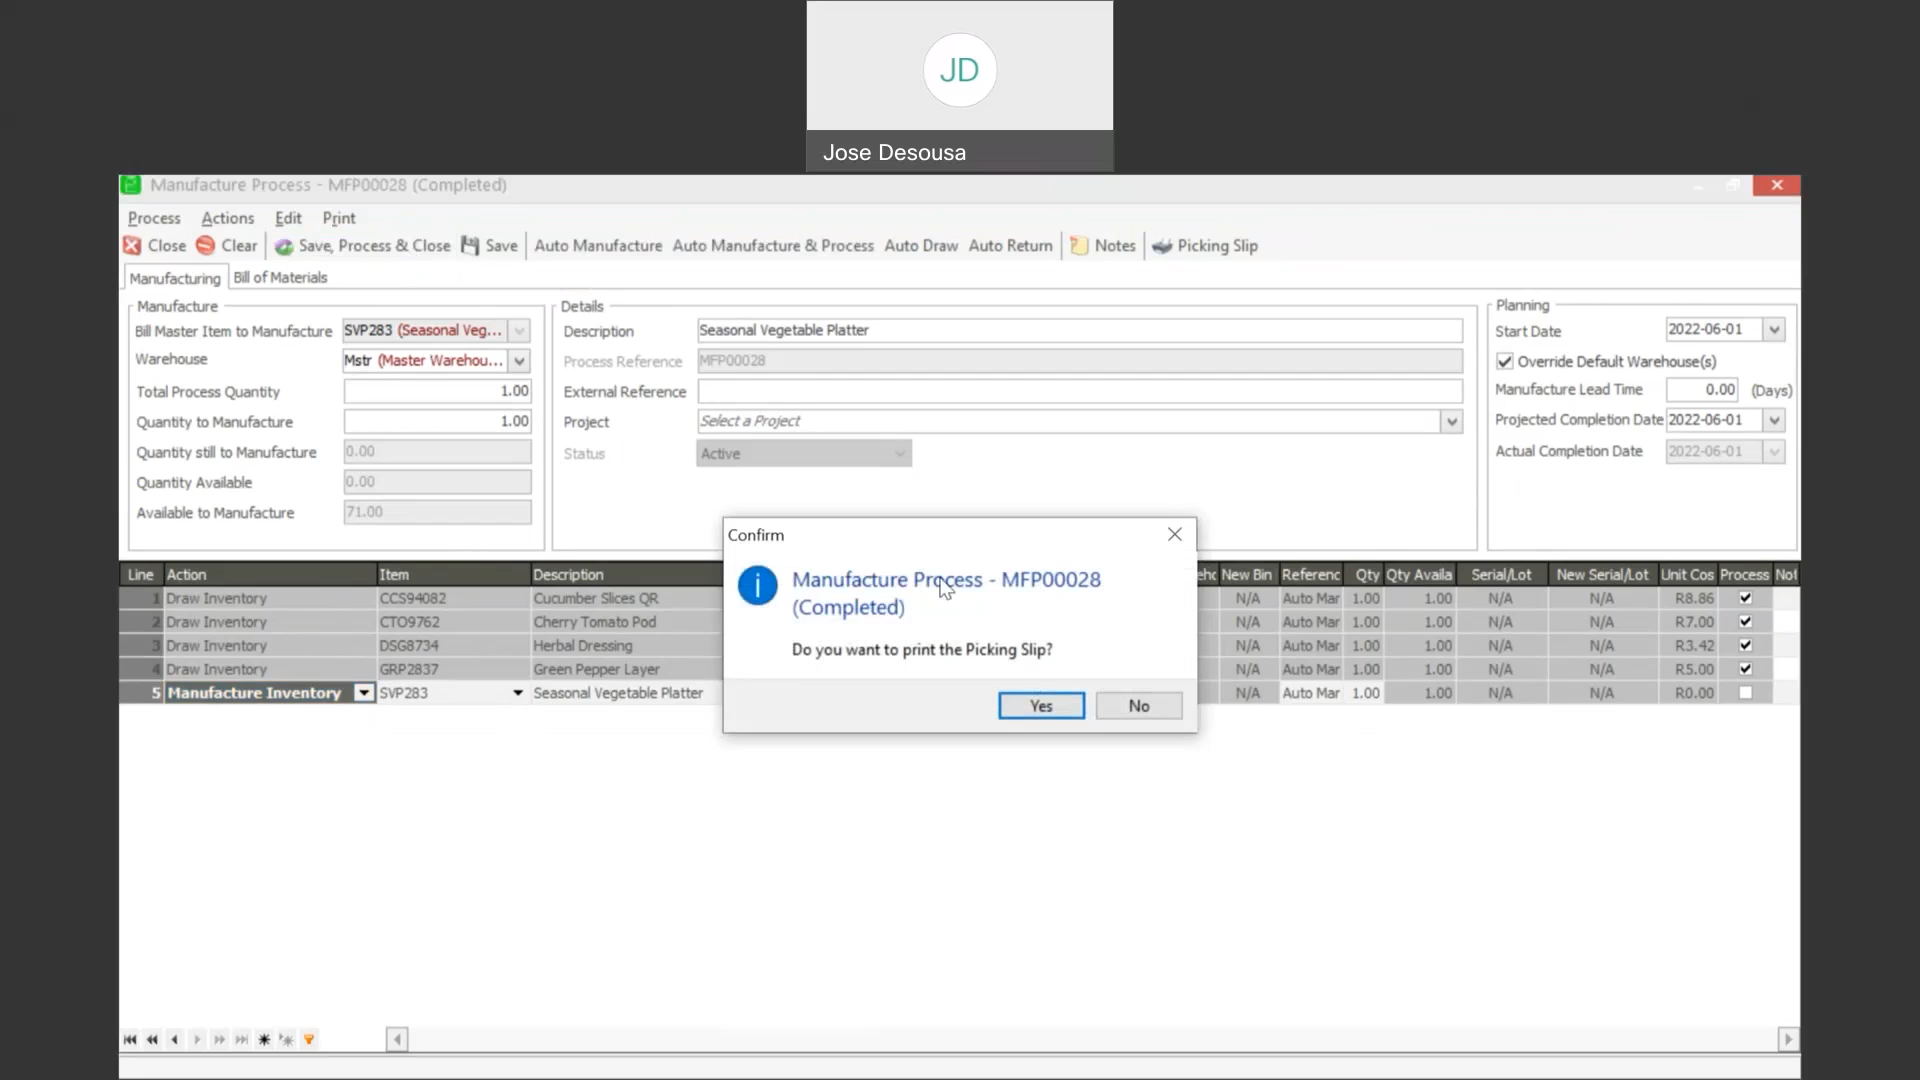 JD
Jose Desousa
Manufacture Process - MFP00028 (Completed)
Process Actions Edit Print
Close Clear Save, Process & Close Save Auto Manufacture Auto Manufacture & Process Auto Draw Auto Return Notes Picking Slip
Manufacturing Bill of Materials
Manufacture
Bill Master Item to Manufacture SVP283 (Seasonal Veg...
Warehouse Mstr (Master Warehou...
Total Process Quantity 1.00
Quantity to Manufacture 1.00
Quantity still to Manufacture 0.00
Quantity Available 0.00
Available to Manufacture 71.00
Details
Description Seasonal Vegetable Platter
Process Reference MFP00028
External Reference
Project Select a Project
Status Active
Planning
Start Date 2022-06-01
Override Default Warehouse(s)
Manufacture Lead Time 0.00 (Days)
Projected Completion Date 2022-06-01
Actual Completion Date 2022-06-01
Line Action Item Description New Bin Referenc Qty Qty Availa Serial/Lot New Serial/Lot Unit Cos Process Not
1 Draw Inventory CCS94082 Cucumber Slices QR N/A Auto Mar 1.00 1.00 N/A N/A R8.86
2 Draw Inventory CTO9762 Cherry Tomato Pod N/A Auto Mar 1.00 1.00 N/A N/A R7.00
3 Draw Inventory DSG8734 Herbal Dressing N/A Auto Mar 1.00 1.00 N/A N/A R3.42
4 Draw Inventory GRP2837 Green Pepper Layer N/A Auto Mar 1.00 1.00 N/A N/A R5.00
5 Manufacture Inventory SVP283 Seasonal Vegetable Platter N/A Auto Mar 1.00 1.00 N/A N/A R0.00
Confirm
Manufacture Process - MFP00028
(Completed)
Do you want to print the Picking Slip?
Yes No